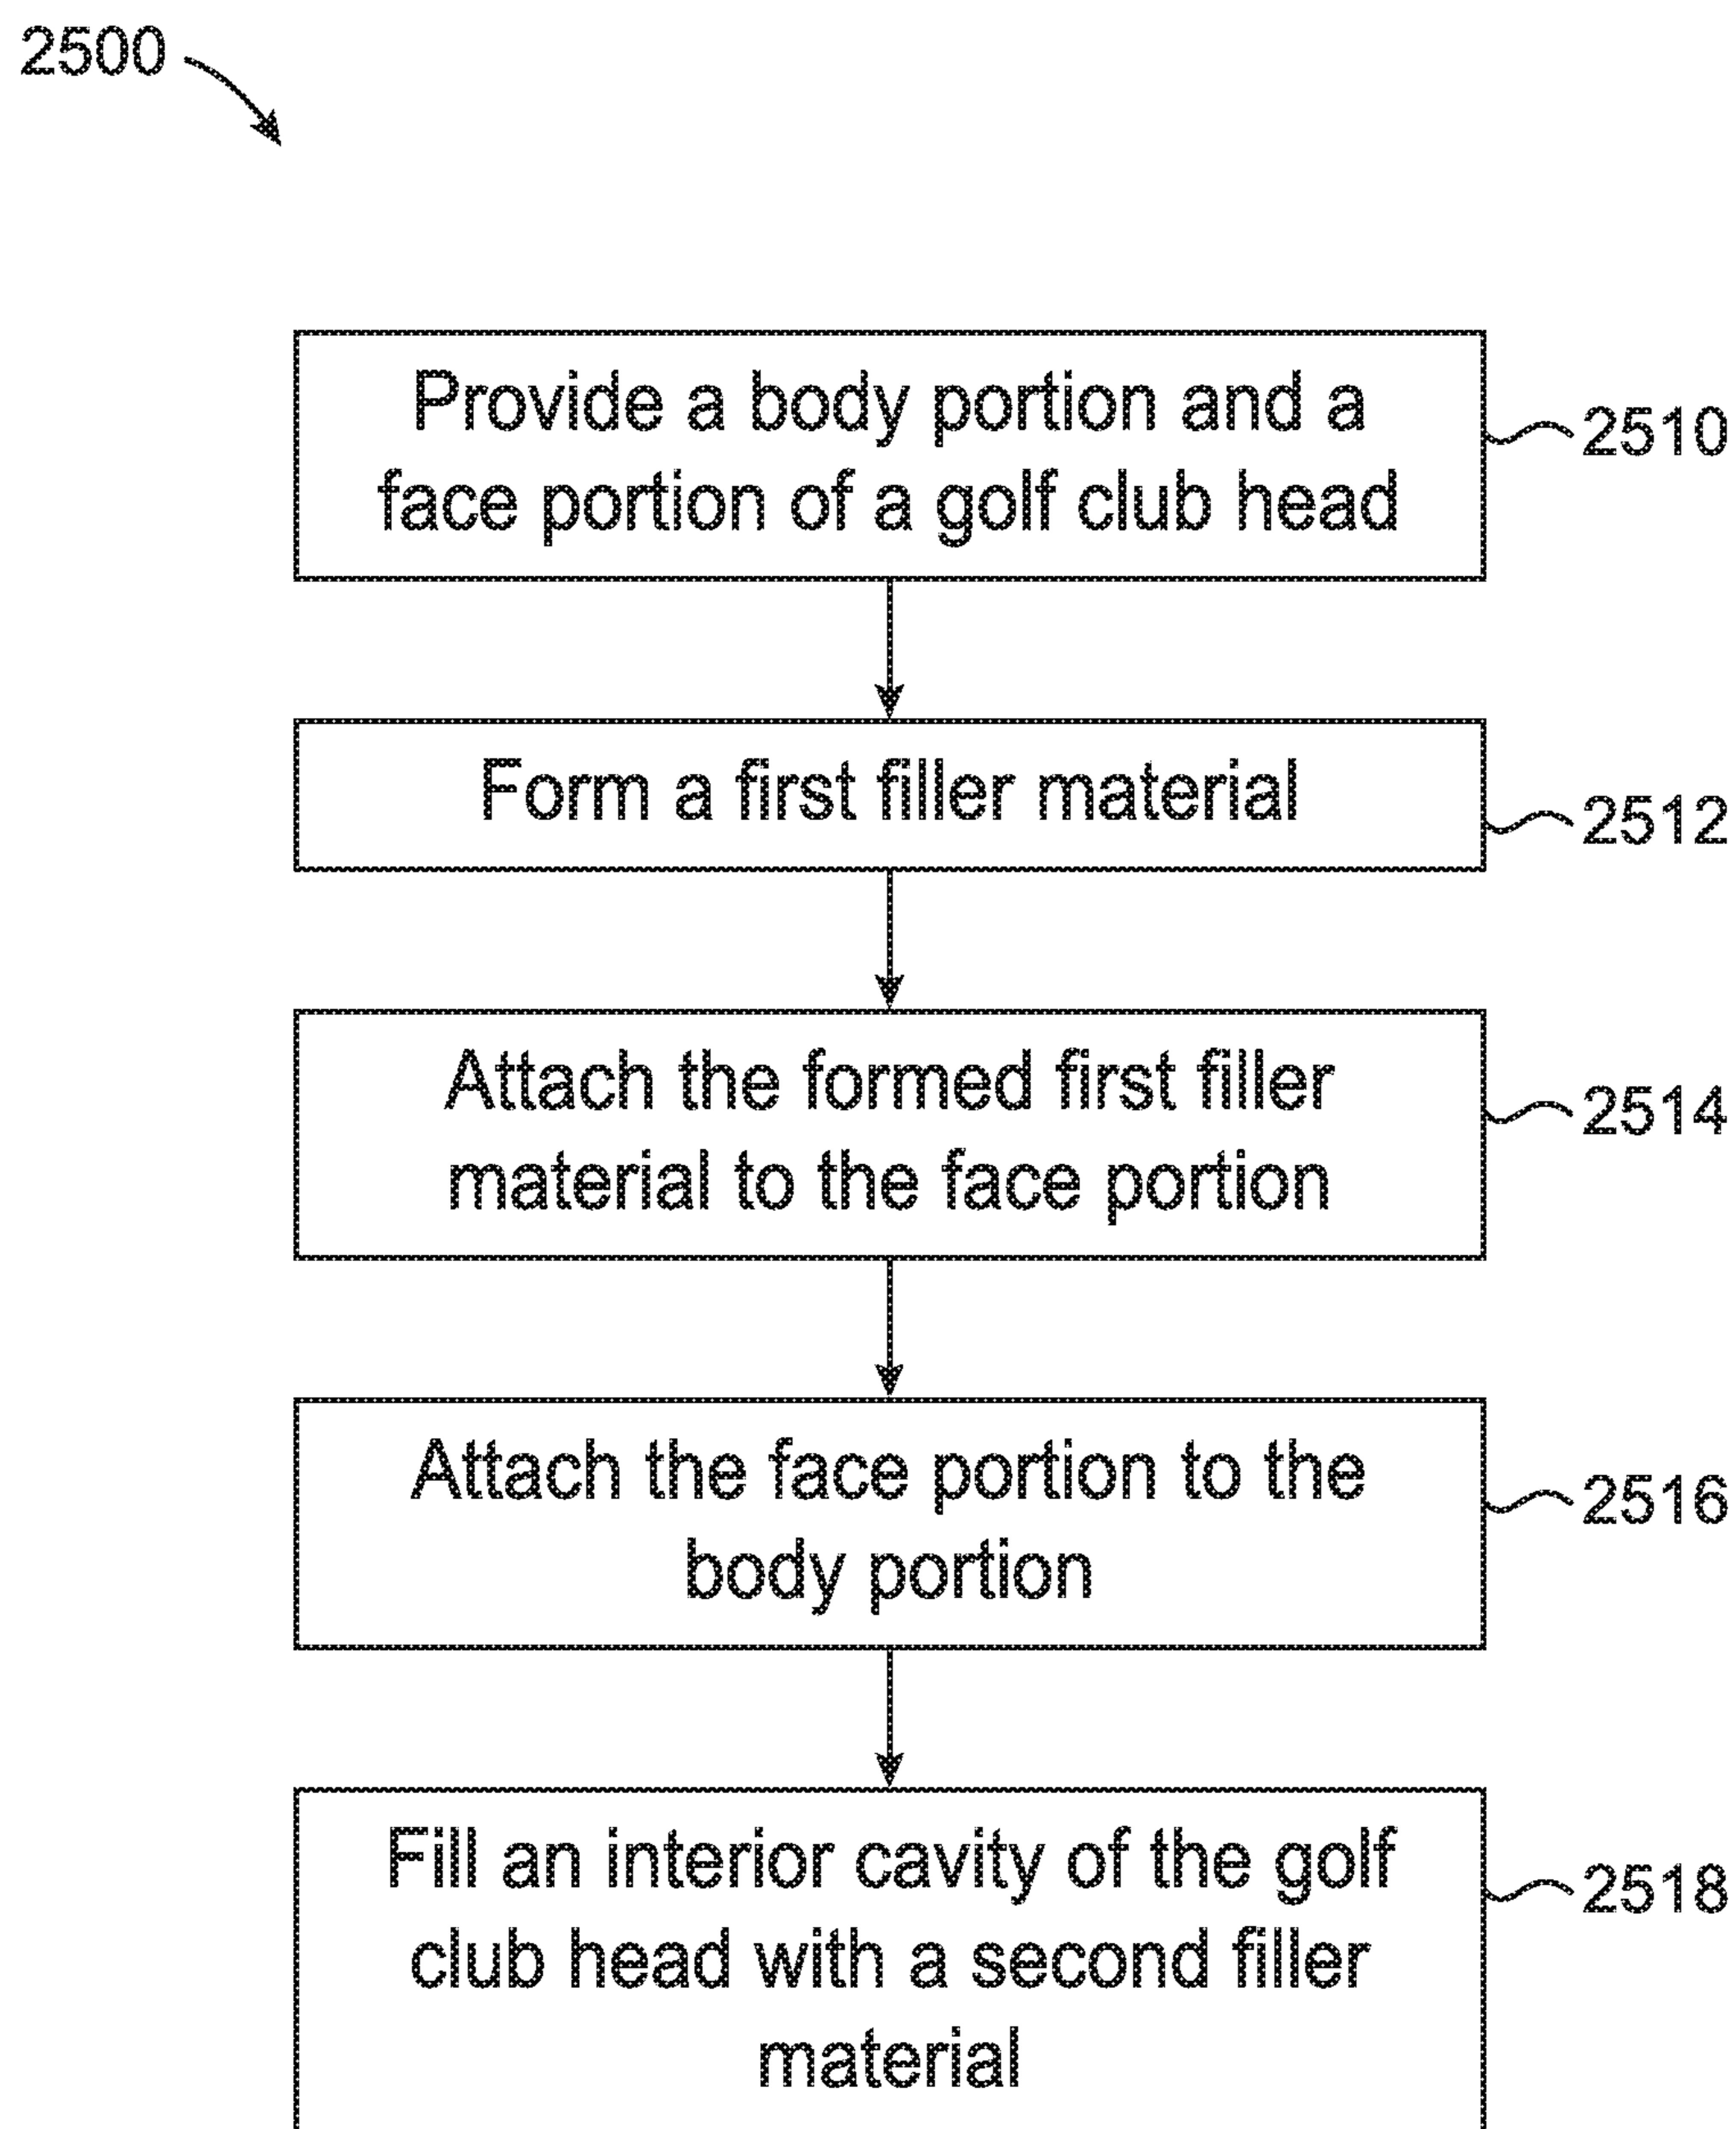 2500
Provide a body portion and a
face portion of a golf club head
2510
Form a first filler material
2512
Attach the formed first filler
material to the face portion
2514
Attach the face portion to the
body portion
2516
Fill an interior cavity of the golf
club head with a second filler
material
2518